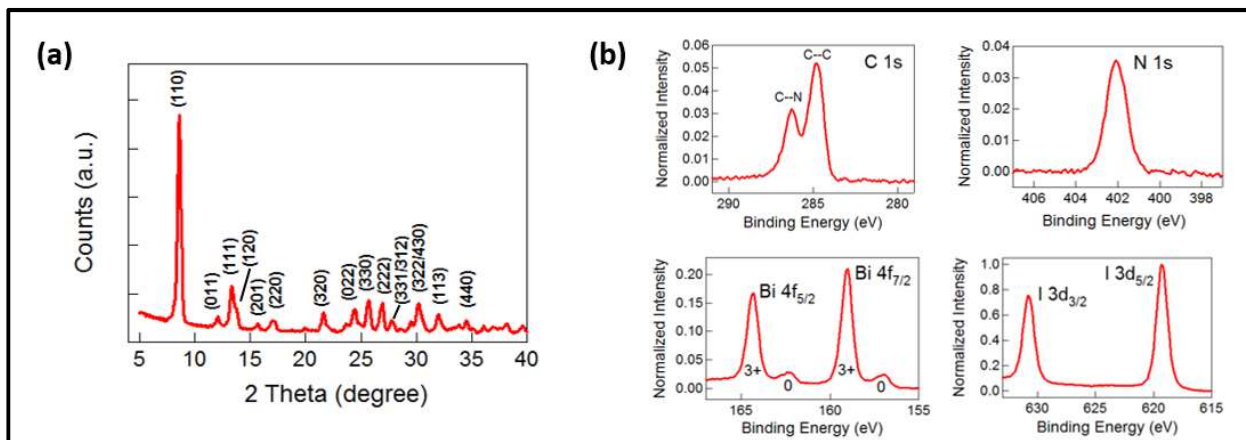 (a)
Counts (a.u.)
(110)
(011)
(111)
(120)
(201)
(220)
(320)
(022)
(330)
(222)
(331/312)
(322/430)
(113)
(440)
5 10 15 20 25 30 35 40
2 Theta (degree)
(b)
Normalized Intensity
0.06
0.05
0.04
0.03
0.02
0.01
0.00
C--N
C--C
C 1s
290 288 284 280
Binding Energy (eV)
Normalized Intensity
0.04
0.03
0.02
0.01
0.00
N 1s
406 404 402 400 398
Binding Energy (eV)
Normalized Intensity
0.20
0.15
0.10
0.05
0.00
Bi 4f5/2
Bi 4f7/2
3+
0
3+
0
165 160 155
Binding Energy (eV)
Normalized Intensity
1.0
0.8
0.6
0.4
0.2
0.0
I 3d3/2
I 3d5/2
630 625 620 615
Binding Energy (eV)